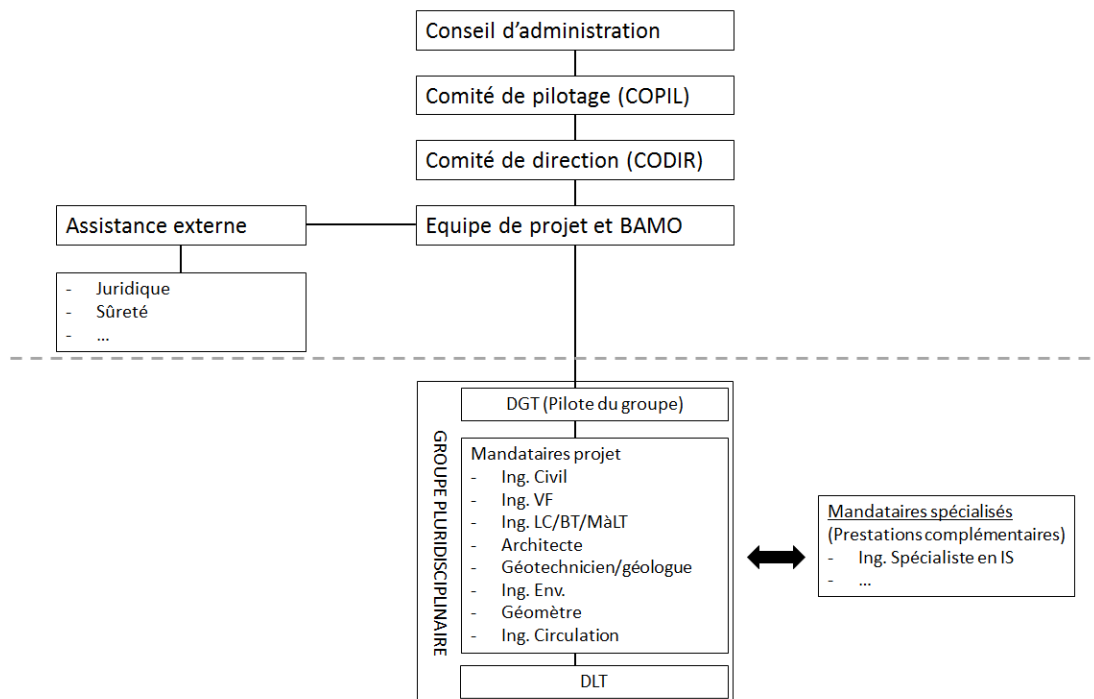 Conseil d’administration
Comité de pilotage (COPIL)
Comité de direction (CODIR)
Assistance externe
Equipe de projet et BAMO
- Juridique
- Sûreté
- ...
DGT (Pilote du groupe)
GROUPE PLURIDISCIPLINAIRE
Mandataires projet
- Ing. Civil
- Ing. VF
- Ing. LC/BT/MàLT
- Architecte
- Géotechnicien/géologue
- Ing. Env.
- Géomètre
- Ing. Circulation
Mandataires spécialisés
(Prestations complémentaires)
- Ing. Spécialiste en IS
- ...
DLT